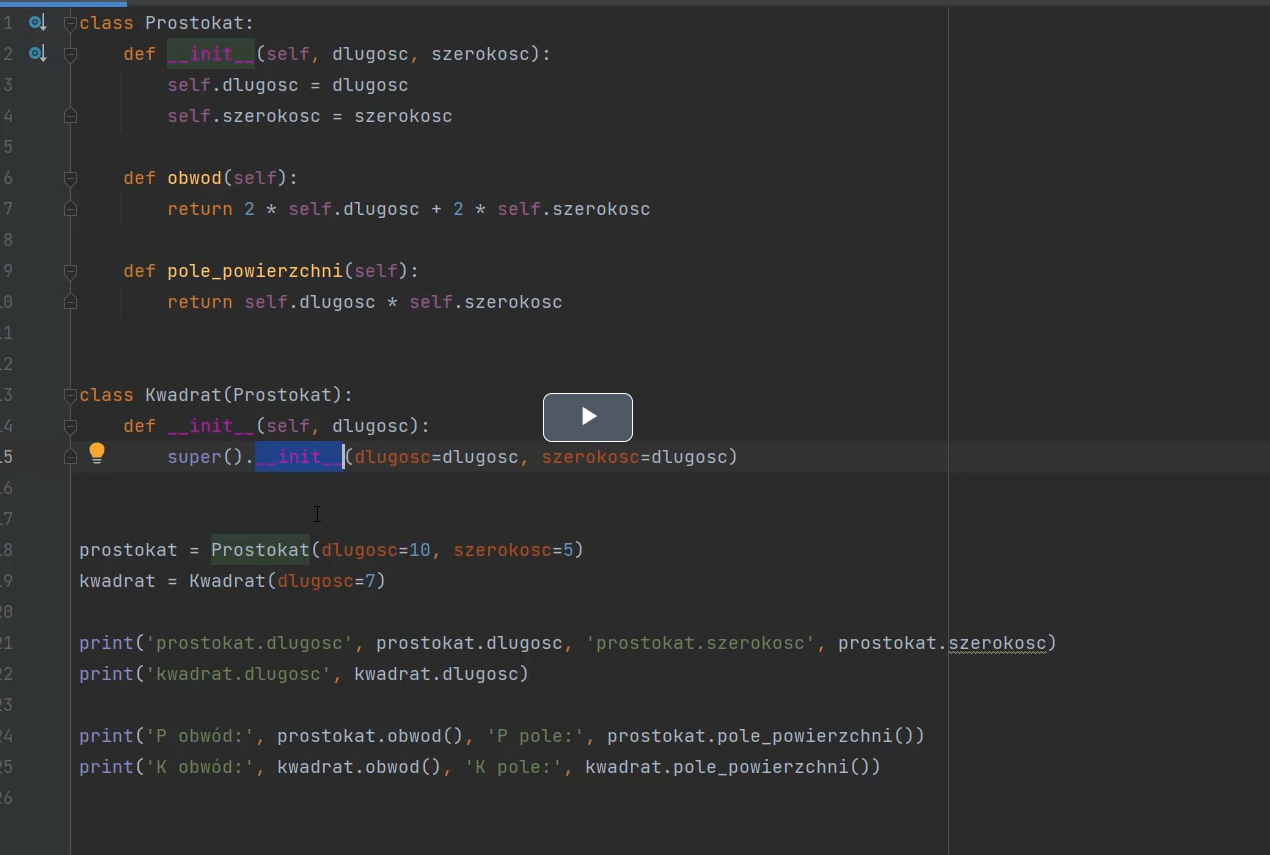 1 class Prostokat:
2 def __init__(self, dlugosc, szerokosc):
3 self.dlugosc = dlugosc
4 self.szerokosc = szerokosc
5
6 def obwod(self):
7 return 2 * self.dlugosc + 2 * self.szerokosc
8
9 def pole_powierzchni(self):
10 return self.dlugosc * self.szerokosc
11
12
13 class Kwadrat(Prostokat):
14 def __init__(self, dlugosc):
15 super().__init__(dlugosc=dlugosc, szerokosc=dlugosc)
16
17
18 prostokat = Prostokat(dlugosc=10, szerokosc=5)
19 kwadrat = Kwadrat(dlugosc=7)
20
21 print('prostokat.dlugosc', prostokat.dlugosc, 'prostokat.szerokosc', prostokat.szerokosc)
22 print('kwadrat.dlugosc', kwadrat.dlugosc)
23
24 print('P obwód:', prostokat.obwod(), 'P pole:', prostokat.pole_powierzchni())
25 print('K obwód:', kwadrat.obwod(), 'K pole:', kwadrat.pole_powierzchni())
26